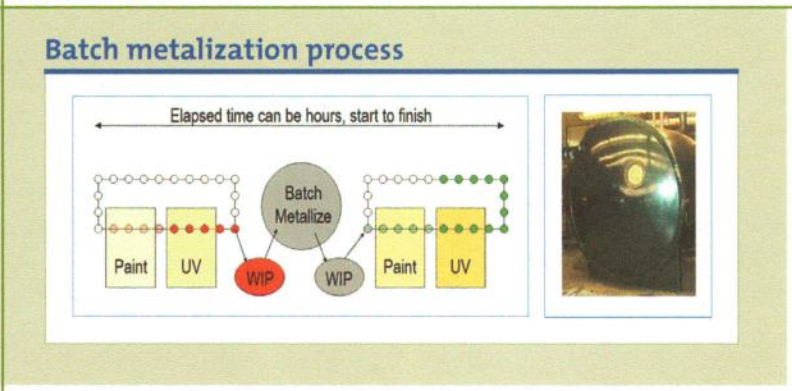 Batch metalization process
Elapsed time can be hours, start to finish
Batch
Metallize
Paint
UV
WIP
WIP
Paint
UV